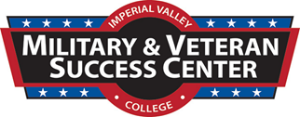 IMPERIAL VALLEY
MILITARY & VETERAN
SUCCESS CENTER
COLLEGE